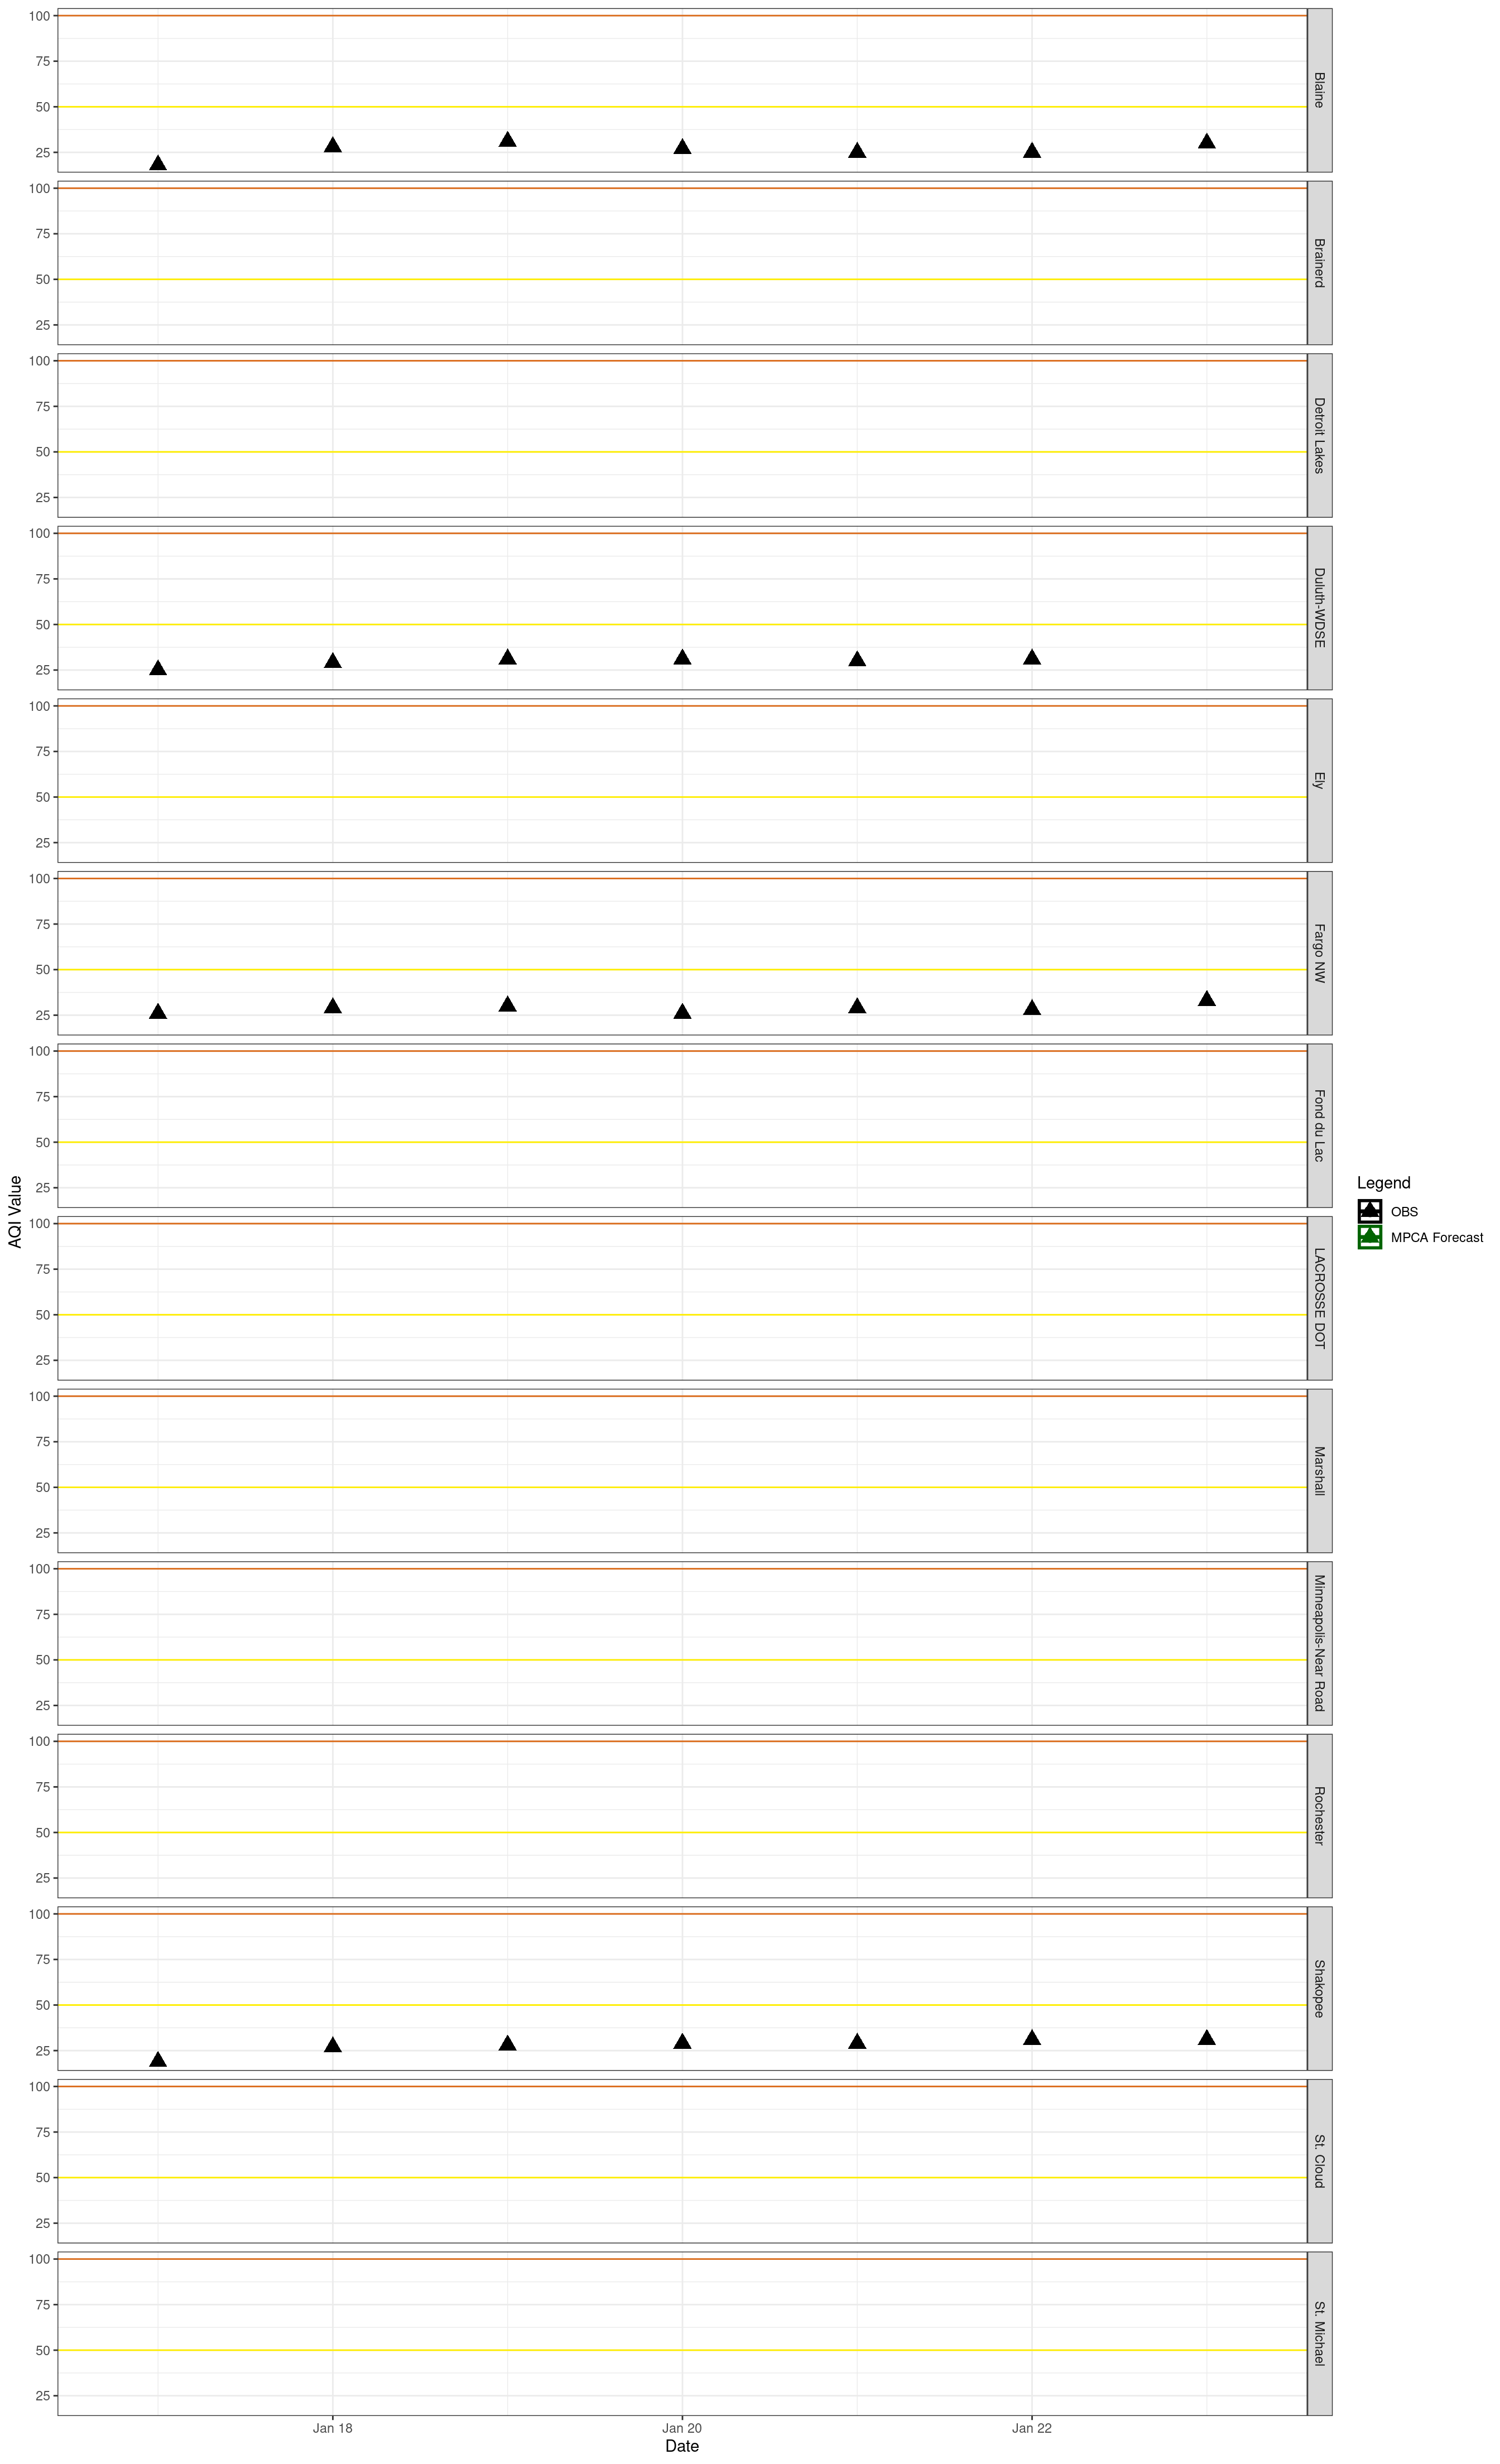 100
75
50
25
Blaine
100
75
50
25
Brainerd
100
75
50
25
Detroit Lakes
100
75
50
25
Duluth-WDSE
100
75
50
25
Ely
100
75
50
25
Fargo NW
100
75
50
25
Fond du Lac
100
75
50
25
LACROSSE DOT
100
75
50
25
Marshall
100
75
50
25
Minneapolis-Near Road
100
75
50
25
Rochester
100
75
50
25
Shakopee
100
75
50
25
St. Cloud
100
75
50
25
St. Michael
Jan 18
Jan 20
Jan 22
Date
AQI Value
Legend
OBS
MPCA Forecast